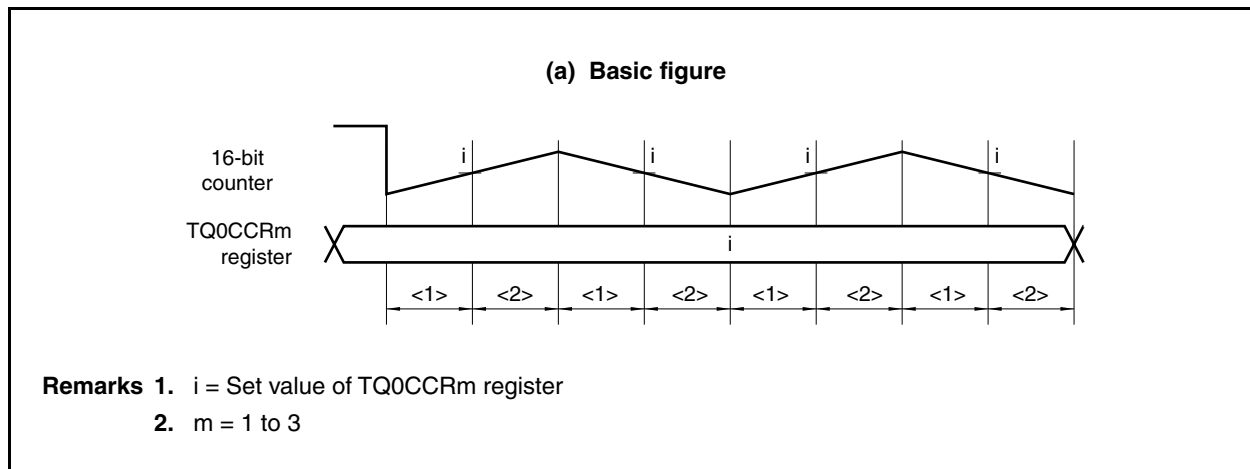 (a) Basic figure
16-bit
counter
i i i i
TQ0CCRm
register
i
<1> <2> <1> <2> <1> <2> <1> <2>
Remarks 1. i = Set value of TQ0CCRm register
2. m = 1 to 3